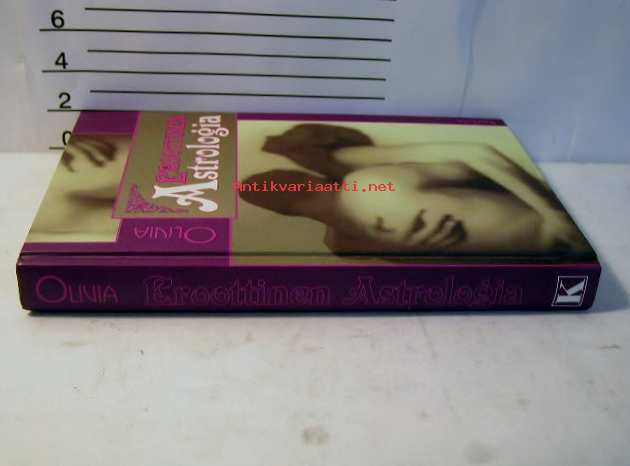 6
4
2
0
Eroottinen
Astrologia
OLIVIA
Antikvariaatti.net
OLIVIA Eroottinen Astrologia K